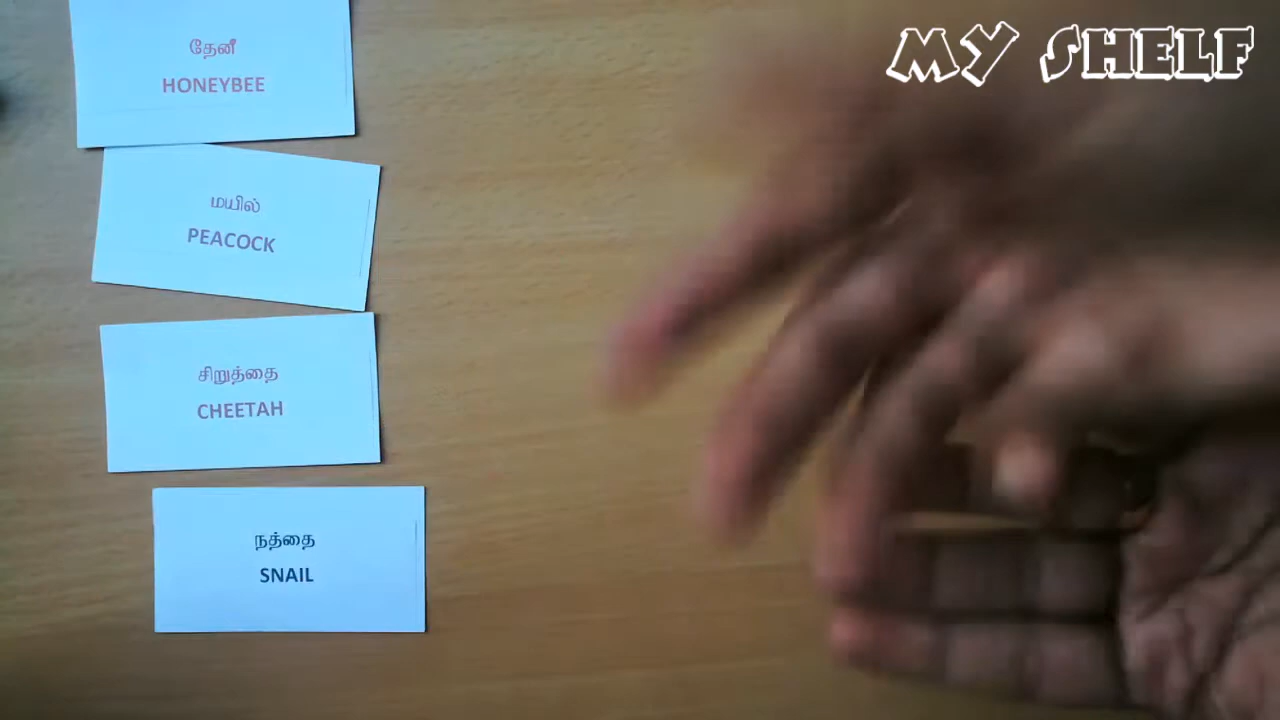 MY SHELF
தேனீ
HONEYBEE
மயில்
PEACOCK
சிறுத்தை
CHEETAH
நத்தை
SNAIL